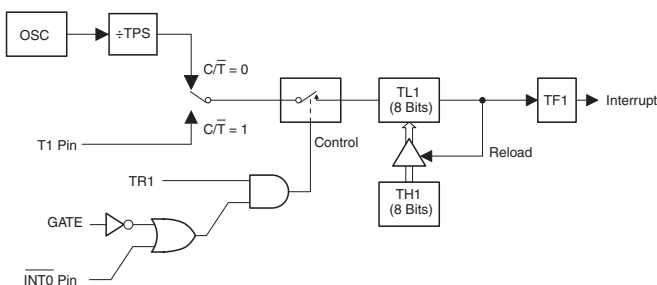 OSC
÷TPS
C/T̅ = 0
TL1
(8 Bits)
TF1
Interrupt
C/T̅ = 1
T1 Pin
Control
Reload
TR1
TH1
(8 Bits)
GATE
I̅N̅T̅0̅ Pin